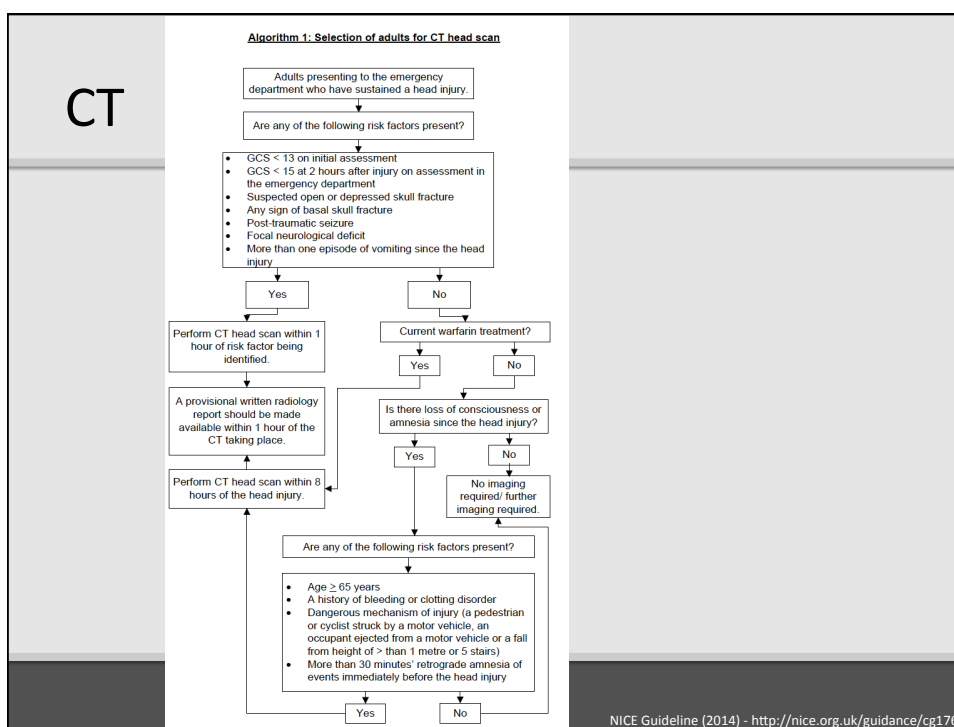 CT
Algorithm 1: Selection of adults for CT head scan
Adults presenting to the emergency
department who have sustained a head injury.
Are any of the following risk factors present?
• GCS < 13 on initial assessment
• GCS < 15 at 2 hours after injury on assessment in
the emergency department
• Suspected open or depressed skull fracture
• Any sign of basal skull fracture
• Post-traumatic seizure
• Focal neurological deficit
• More than one episode of vomiting since the head
injury
Yes
No
Perform CT head scan within 1
hour of risk factor being
identified.
Current warfarin treatment?
Yes
No
A provisional written radiology
report should be made
available within 1 hour of the
CT taking place.
Is there loss of consciousness or
amnesia since the head injury?
Yes
No
Perform CT head scan within 8
hours of the head injury.
No imaging
required/ further
imaging required.
Are any of the following risk factors present?
• Age ≥ 65 years
• A history of bleeding or clotting disorder
• Dangerous mechanism of injury (a pedestrian
or cyclist struck by a motor vehicle, an
occupant ejected from a motor vehicle or a fall
from height of > than 1 metre or 5 stairs)
• More than 30 minutes' retrograde amnesia of
events immediately before the head injury
Yes
No
NICE Guideline (2014) - http://nice.org.uk/guidance/cg176